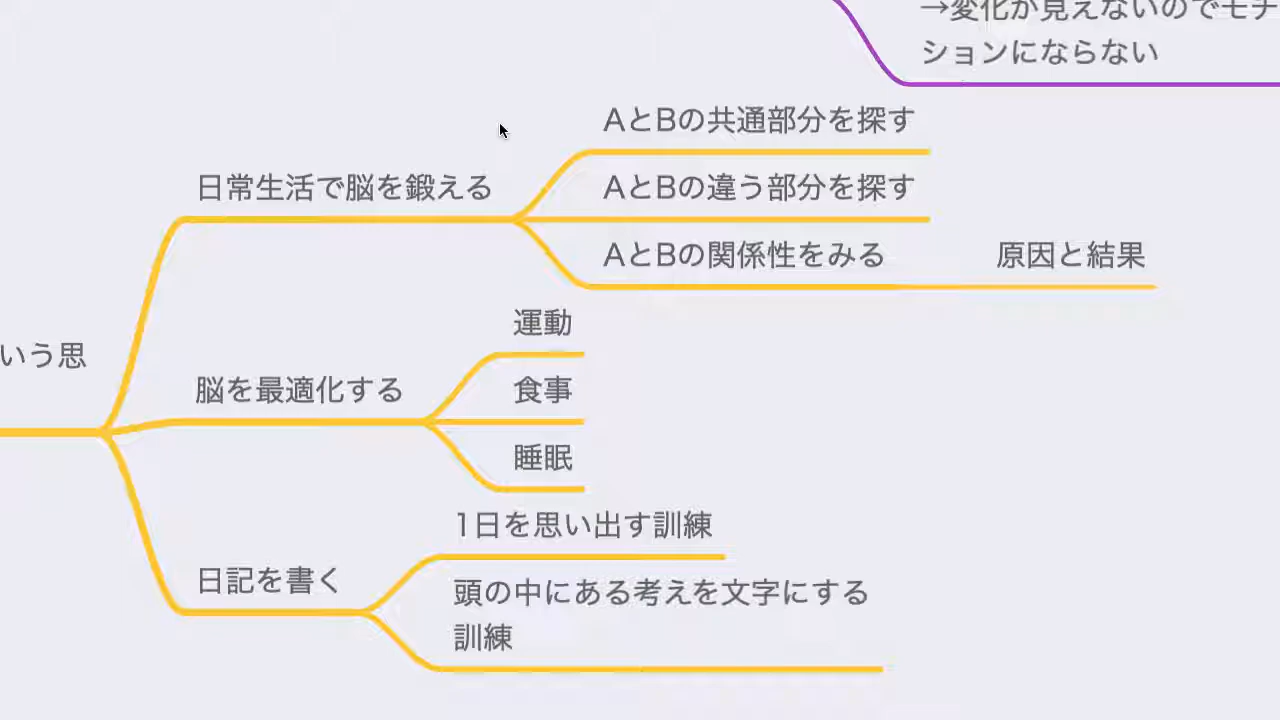 →変化が見えないのでモチ
ションにならない
AとBの共通部分を探す
日常生活で脳を鍛える
AとBの違う部分を探す
AとBの関係性をみる
原因と結果
運動
いう思
脳を最適化する
食事
睡眠
1日を思い出す訓練
日記を書く
頭の中にある考えを文字にする
訓練